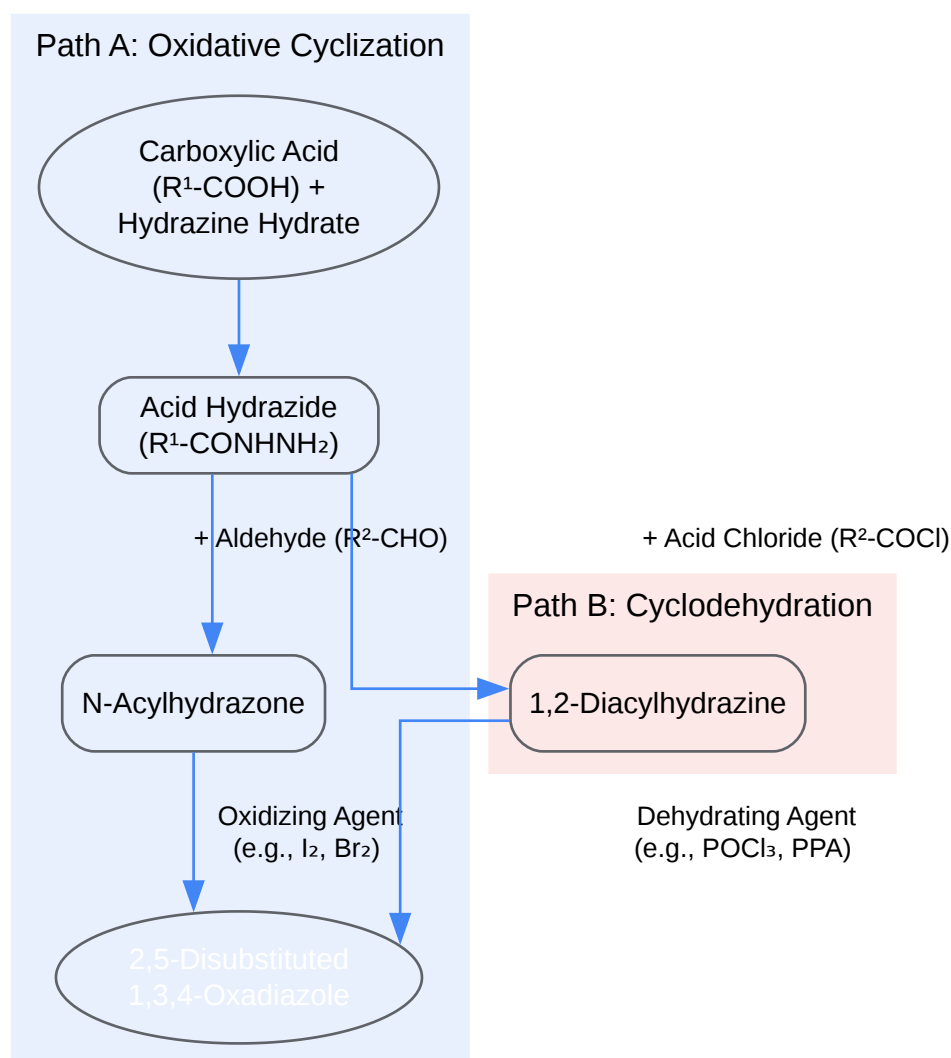 Path A: Oxidative Cyclization
Carboxylic Acid
(R¹-COOH) +
Hydrazine Hydrate
Acid Hydrazide
(R¹-CONHNH₂)
+ Aldehyde (R²-CHO)
+ Acid Chloride (R²-COCl)
Path B: Cyclodehydration
N-Acylhydrazone
1,2-Diacylhydrazine
Oxidizing Agent
(e.g., I₂, Br₂)
Dehydrating Agent
(e.g., POCl₃, PPA)
2,5-Disubstituted
1,3,4-Oxadiazole